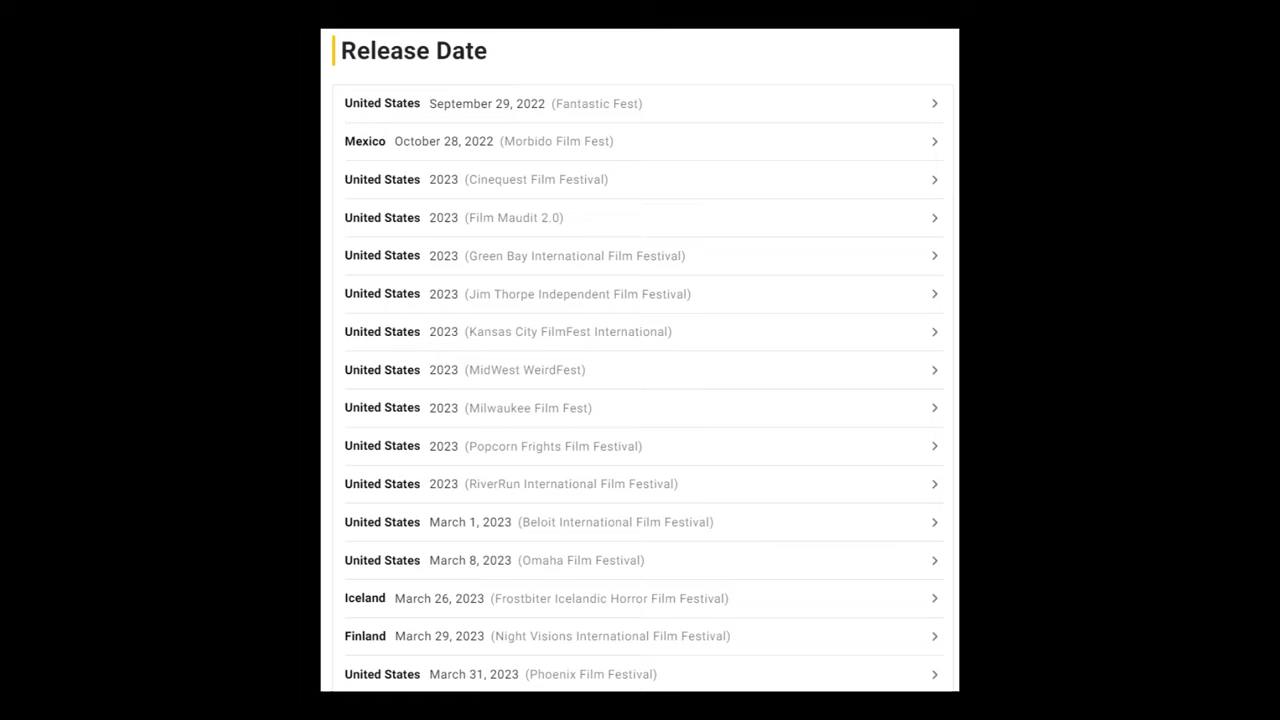 Release Date
United States September 29, 2022 (Fantastic Fest)
Mexico October 28, 2022 (Morbido Film Fest)
United States 2023 (Cinequest Film Festival)
United States 2023 (Film Maudit 2.0)
United States 2023 (Green Bay International Film Festival)
United States 2023 (Jim Thorpe Independent Film Festival)
United States 2023 (Kansas City FilmFest International)
United States 2023 (MidWest WeirdFest)
United States 2023 (Milwaukee Film Fest)
United States 2023 (Popcorn Frights Film Festival)
United States 2023 (RiverRun International Film Festival)
United States March 1, 2023 (Beloit International Film Festival)
United States March 8, 2023 (Omaha Film Festival)
Iceland March 26, 2023 (Frostbiter Icelandic Horror Film Festival)
Finland March 29, 2023 (Night Visions International Film Festival)
United States March 31, 2023 (Phoenix Film Festival)